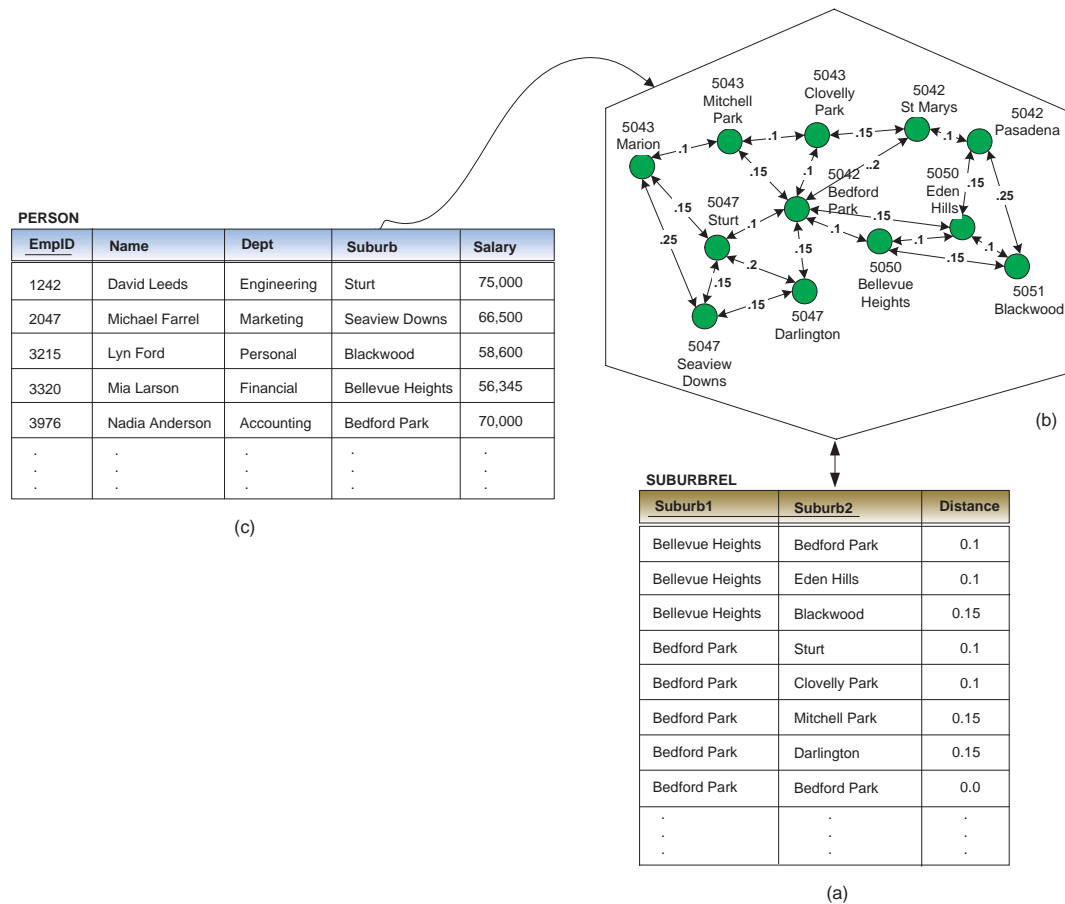 5043
Mitchell
Park
5043
Clovelly
Park
5042
St Marys
5042
Pasadena
5043
Marion
.1
.1
.15
.1
.15
.1
..2
5042
Bedford
Park
5050
Eden
Hills
.15
.25
5047
Sturt
.15
.25
.1
.15
.1
.1
.1
.15
.15
.2
.15
.15
5050
Bellevue
Heights
5051
Blackwood
5047
Darlington
5047
Seaview
Downs
(b)
PERSON
EmpID Name Dept Suburb Salary
1242 David Leeds Engineering Sturt 75,000
2047 Michael Farrel Marketing Seaview Downs 66,500
3215 Lyn Ford Personal Blackwood 58,600
3320 Mia Larson Financial Bellevue Heights 56,345
3976 Nadia Anderson Accounting Bedford Park 70,000
. . . . .
. . . . .
. . . . .
(c)
SUBURBREL
Suburb1 Suburb2 Distance
Bellevue Heights Bedford Park 0.1
Bellevue Heights Eden Hills 0.1
Bellevue Heights Blackwood 0.15
Bedford Park Sturt 0.1
Bedford Park Clovelly Park 0.1
Bedford Park Mitchell Park 0.15
Bedford Park Darlington 0.15
Bedford Park Bedford Park 0.0
. . .
. . .
. . .
(a)